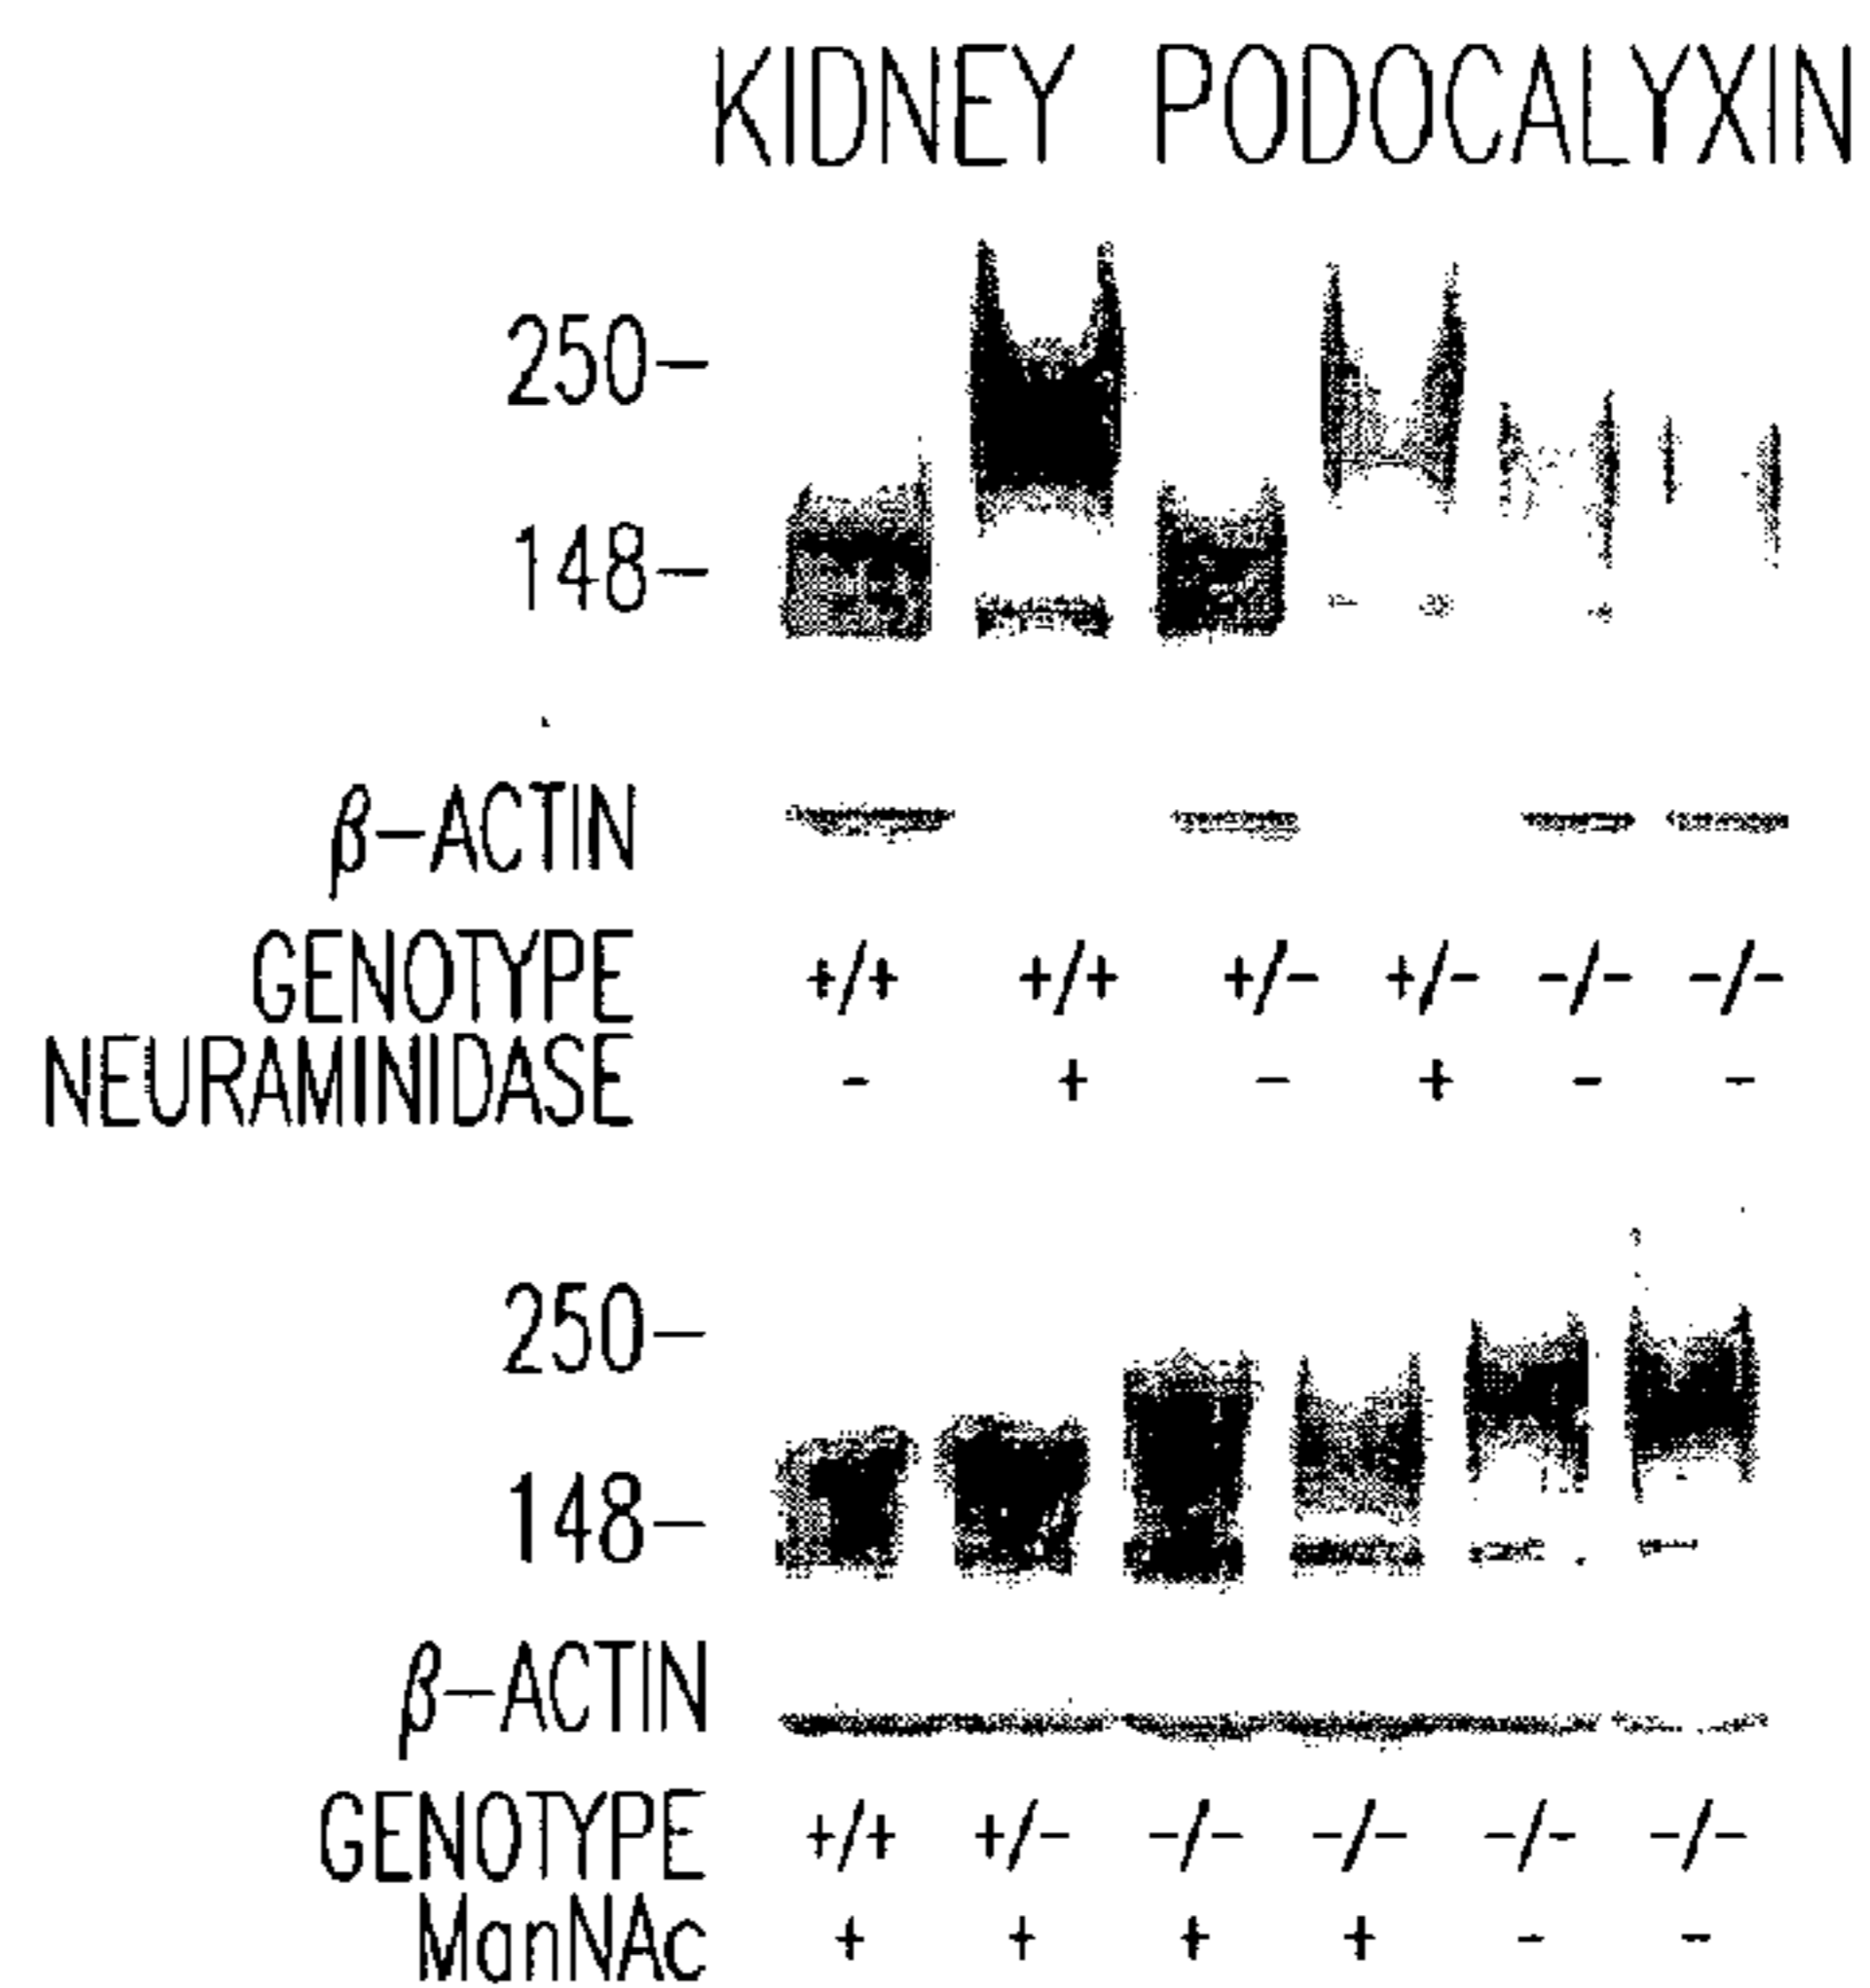 KIDNEY PODOCALYXIN
250-
148-
β-ACTIN
GENOTYPE +/+ +/+ +/- +/- -/- -/-
NEURAMINIDASE - + - + - -
250-
148-
β-ACTIN
GENOTYPE +/+ +/- -/- -/- -/- -/-
ManNAc + + + + - -